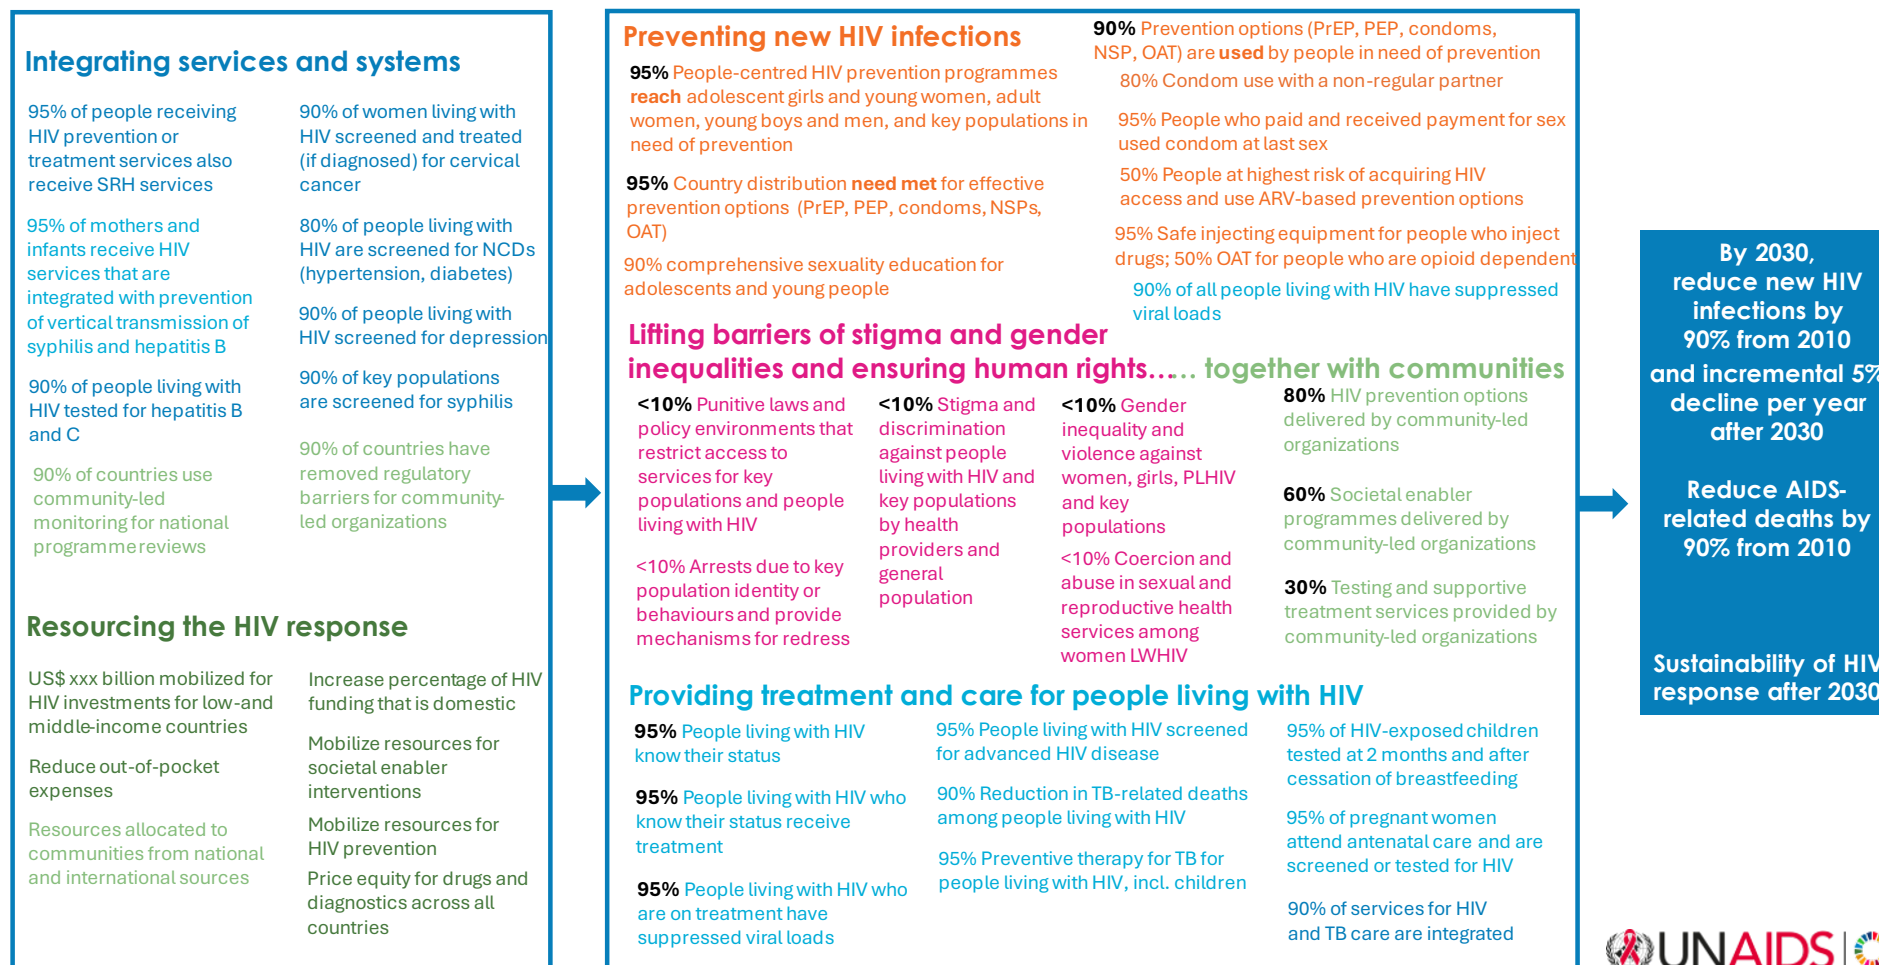 Integrating services and systems
95% of people receiving
HIV prevention or
treatment services also
receive SRH services
95% of mothers and
infants receive HIV
services that are
integrated with prevention
of vertical transmission of
syphilis and hepatitis B
90% of people living with
HIV tested for hepatitis B
and C
90% of countries use
community-led
monitoring for national
programme reviews
90% of women living with
HIV screened and treated
(if diagnosed) for cervical
cancer
80% of people living with
HIV are screened for NCDs
(hypertension, diabetes)
90% of people living with
HIV screened for depression
90% of key populations
are screened for syphilis
90% of countries have
removed regulatory
barriers for community-
led organizations
Resourcing the HIV response
US$ xxx billion mobilized for
HIV investments for low-and
middle-income countries
Reduce out-of-pocket
expenses
Resources allocated to
communities from national
and international sources
Increase percentage of HIV
funding that is domestic
Mobilize resources for
societal enabler
interventions
Mobilize resources for
HIV prevention
Price equity for drugs and
diagnostics across all
countries
Preventing new HIV infections
95% People-centred HIV prevention programmes
reach adolescent girls and young women, adult
women, young boys and men, and key populations in
need of prevention
95% Country distribution need met for effective
prevention options (PrEP, PEP, condoms, NSPs,
OAT)
90% comprehensive sexuality education for
adolescents and young people
90% Prevention options (PrEP, PEP, condoms,
NSP, OAT) are used by people in need of prevention
80% Condom use with a non-regular partner
95% People who paid and received payment for sex
used condom at last sex
50% People at highest risk of acquiring HIV
access and use ARV-based prevention options
95% Safe injecting equipment for people who inject
drugs; 50% OAT for people who are opioid dependent
90% of all people living with HIV have suppressed
viral loads
Lifting barriers of stigma and gender
inequalities and ensuring human rights…… together with communities
<10% Punitive laws and
policy environments that
restrict access to
services for key
populations and people
living with HIV
<10% Arrests due to key
population identity or
behaviours and provide
mechanisms for redress
<10% Stigma and
discrimination
against people
living with HIV and
key populations
by health
providers and
general
population
<10% Gender
inequality and
violence against
women, girls, PLHIV
and key
populations
<10% Coercion and
abuse in sexual and
reproductive health
services among
women LWHIV
80% HIV prevention options
delivered by community-led
organizations
60% Societal enabler
programmes delivered by
community-led organizations
30% Testing and supportive
treatment services provided by
community-led organizations
Providing treatment and care for people living with HIV
95% People living with HIV
know their status
95% People living with HIV who
know their status receive
treatment
95% People living with HIV who
are on treatment have
suppressed viral loads
95% People living with HIV screened
for advanced HIV disease
90% Reduction in TB-related deaths
among people living with HIV
95% Preventive therapy for TB for
people living with HIV, incl. children
95% of HIV-exposed children
tested at 2 months and after
cessation of breastfeeding
95% of pregnant women
attend antenatal care and are
screened or tested for HIV
90% of services for HIV
and TB care are integrated
By 2030,
reduce new HIV
infections by
90% from 2010
and incremental 5%
decline per year
after 2030
Reduce AIDS-
related deaths by
90% from 2010
Sustainability of HIV
response after 2030
UNAIDS